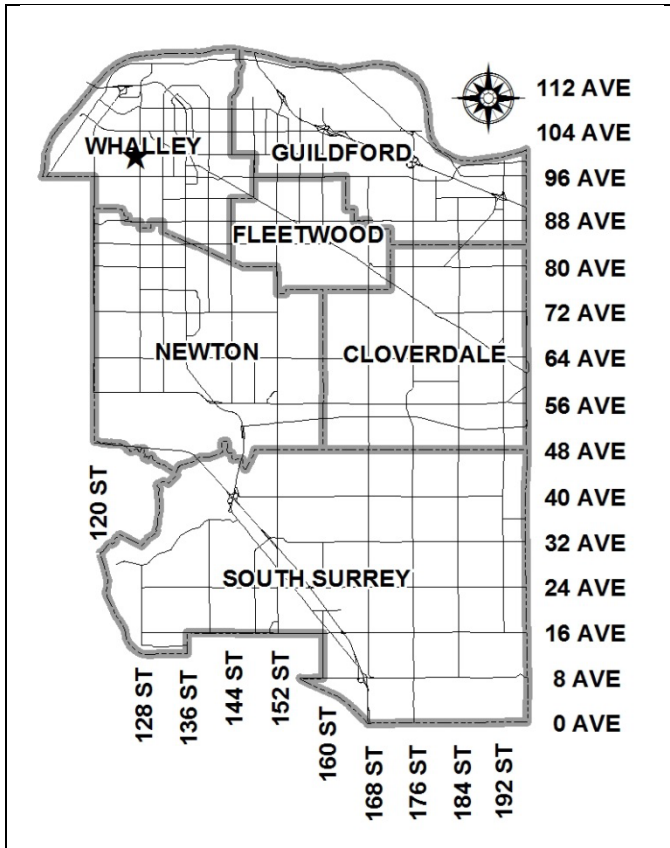 112 AVE
104 AVE
WHALLEY
GUILDFORD
96 AVE
88 AVE
FLEETWOOD
80 AVE
72 AVE
NEWTON
CLOVERDALE
64 AVE
56 AVE
48 AVE
40 AVE
120 ST
32 AVE
SOUTH SURREY
24 AVE
16 AVE
8 AVE
0 AVE
128 ST
136 ST
144 ST
152 ST
160 ST
168 ST
176 ST
184 ST
192 ST